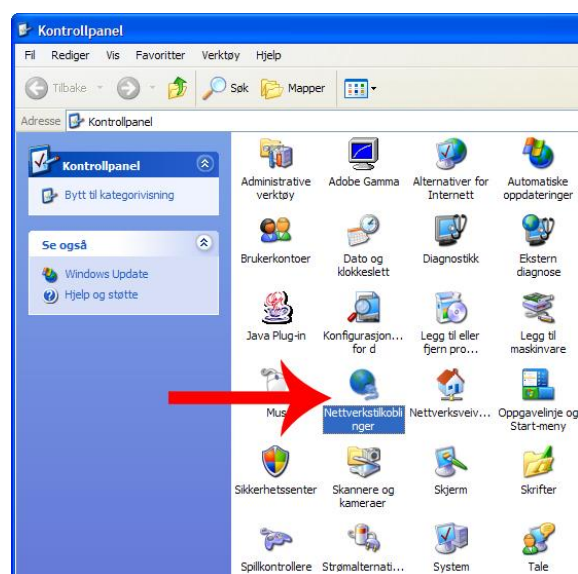 Kontrollpanel
Fil Rediger Vis Favoritter Verktøy Hjelp
Tilbake Søk Mapper
Adresse Kontrollpanel
Kontrollpanel
Bytt til kategorivisning
Se også
Windows Update
Hjelp og støtte
Administrative verktøy
Adobe Gamma
Alternativer for Internett
Automatiske oppdateringer
Brukerkontoer
Dato og klokkeslett
Diagnostikk
Ekstern diagnose
Java Plug-in
Konfigurasjon... for d
Legg til eller fjern pro...
Legg til maskinvare
Mus
Nettverkstilkoblinger
Nettverksveiv...
Oppgavelinje og Start-meny
Sikkerhetssenter
Skannere og kameraer
Skjerm
Skrifter
Spillkontrollere
Strømalternati...
System
Tale